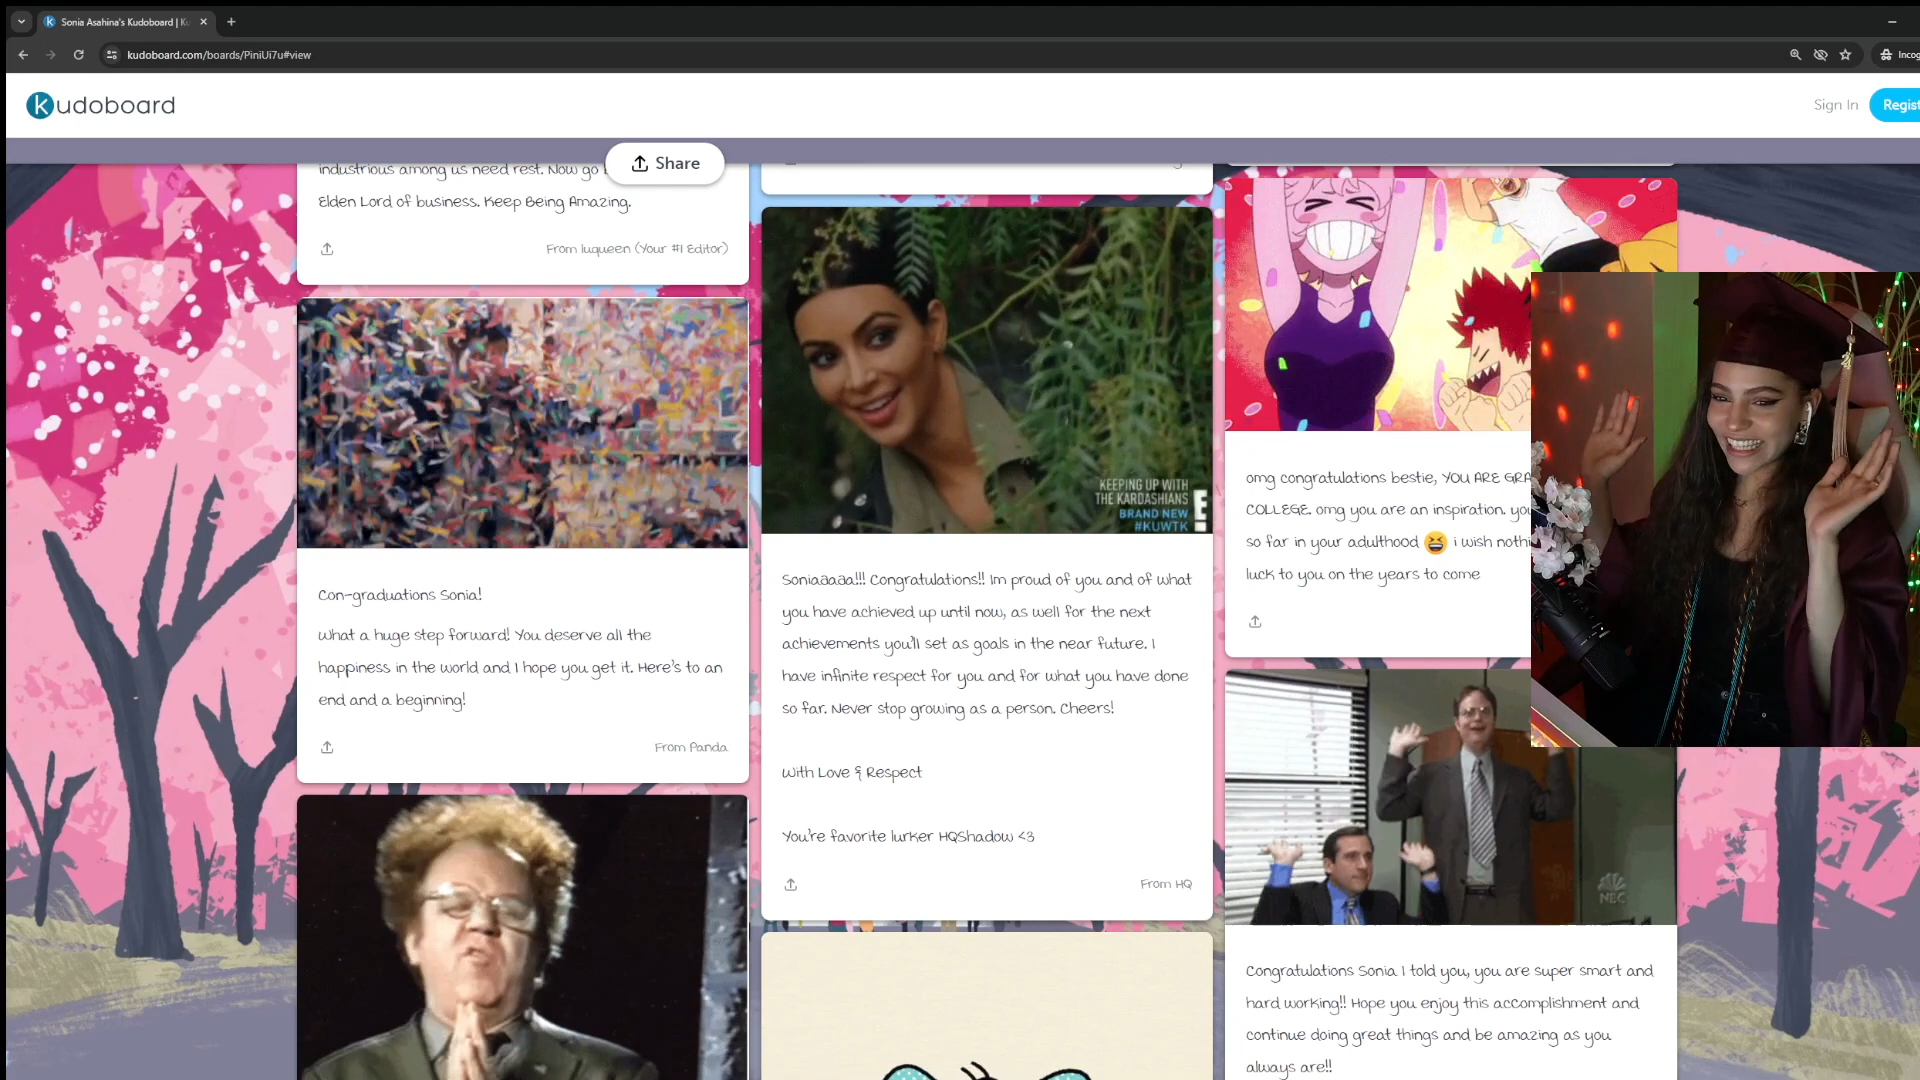 Sonia Asahina's Kudoboard | Ku
kudoboard.com/boards/PiniUi7u#view
Incog
kudoboard
Sign In
Regist
Share
industrious among us need rest. Now go
Elden Lord of business. Keep Being Amazing.
From luqueen (Your #1 Editor)
Con-graduations Sonia!
What a huge step forward! You deserve all the
happiness in the world and I hope you get it. Here's to an
end and a beginning!
From Panda
KEEPING UP WITH
THE KARDASHIANS
BRAND NEW
#KUWTK
E!
Soniaaaaa!!! Congratulations!! Im proud of you and of what
you have achieved up until now, as well for the next
achievements you'll set as goals in the near future. I
have infinite respect for you and for what you have done
so far. Never stop growing as a person. Cheers!
With Love & Respect
You're favorite lurker HQShadow <3
From HQ
omg congratulations bestie, YOU ARE GRA
COLLEGE. omg you are an inspiration. you
so far in your adulthood 😆 i wish nothi
luck to you on the years to come
NBC
Congratulations Sonia I told you, you are super smart and
hard working!! Hope you enjoy this accomplishment and
continue doing great things and be amazing as you
always are!!